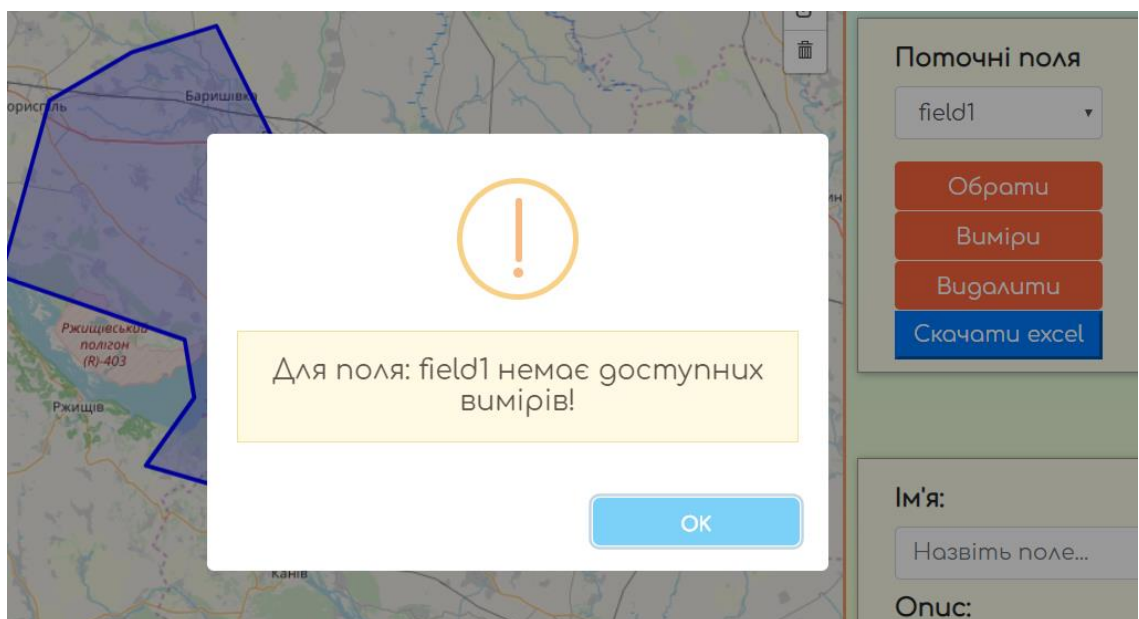 Баришівка
Ржищівський
полігон
(R)-403
Ржищів
Канів
Для поля: field1 немає доступних
вимірів!
OK
Поточні поля
field1
Обрати
Виміри
Видалити
Скачати excel
Ім'я:
Назвіть поле...
Опис: